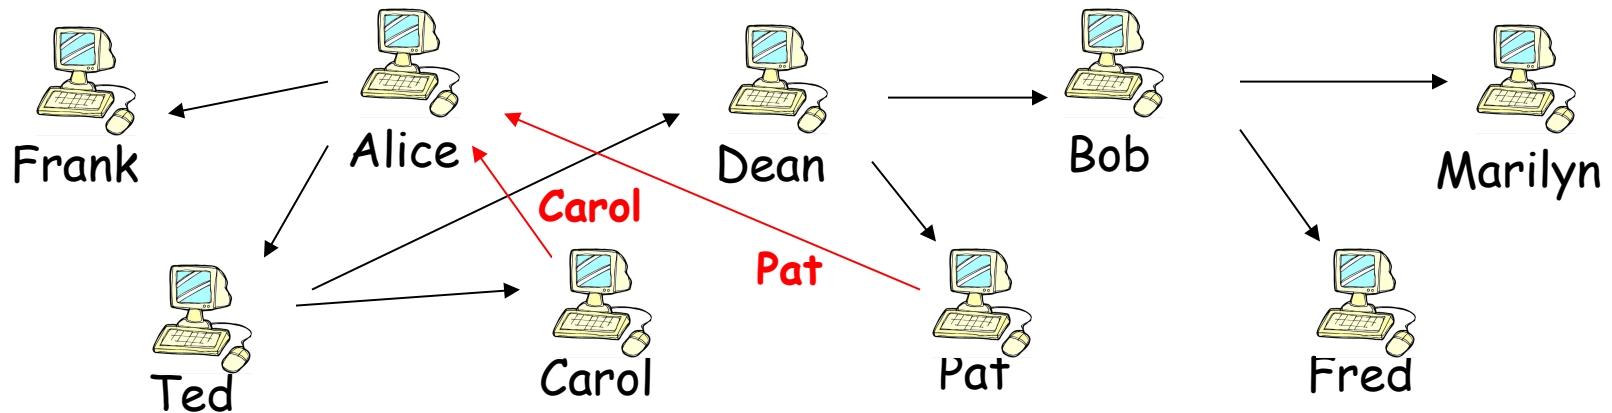 Frank
Alice
Dean
Bob
Marilyn
Carol
Pat
Ted
Carol
Pat
Fred